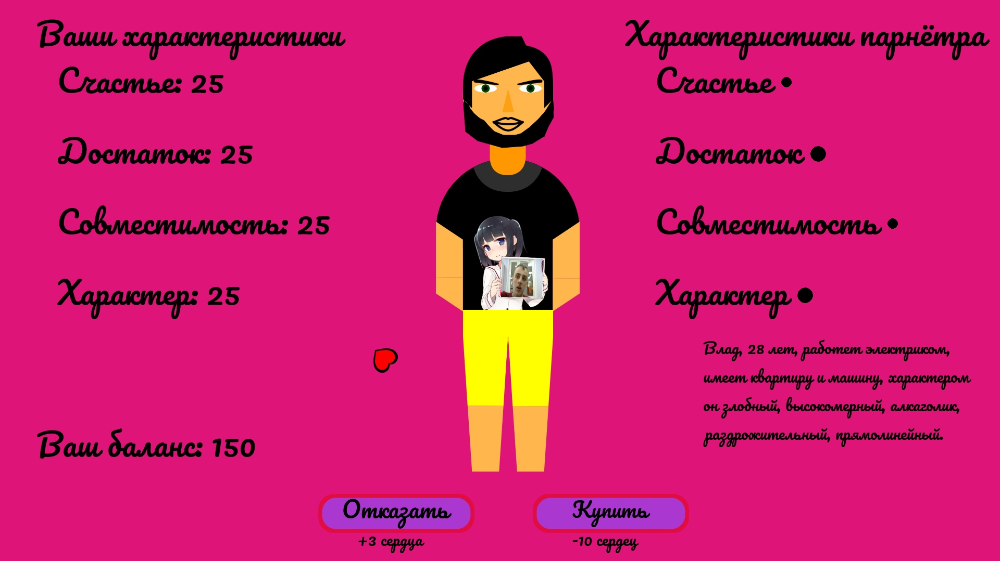 Ваши характеристики
Счастье: 25
Достаток: 25
Совместимость: 25
Характер: 25
Ваш баланс: 150
Характеристики парнётра
Счастье
Достаток
Совместимость
Характер
Влад, 28 лет, работет электриком,
имеет квартиру и машину, характером
он злобный, высокомерный, алкаголик,
раздрожительный, прямолинейный.
Отказать
+3 сердца
Купить
-10 сердец